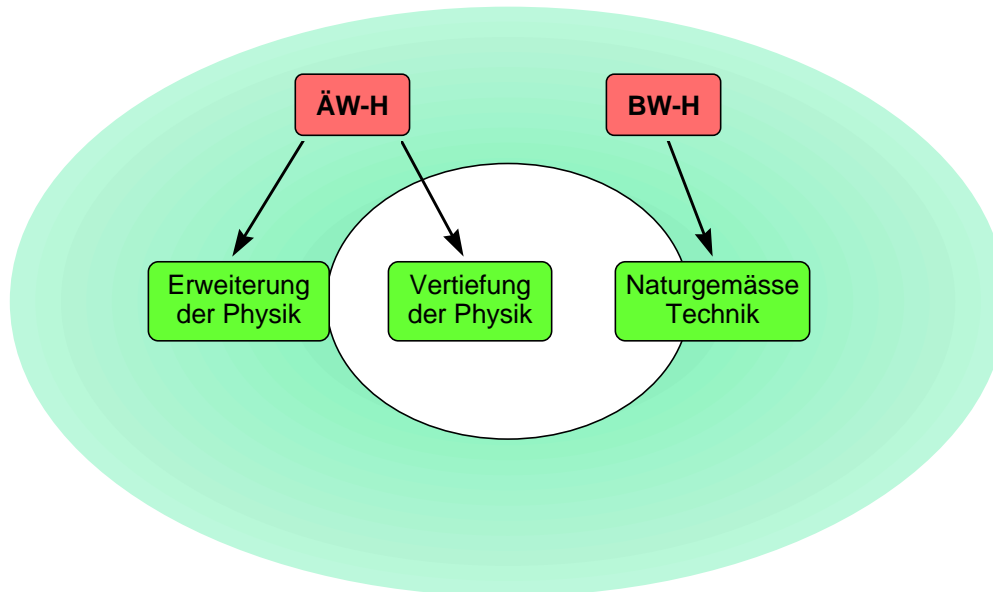 ÄW-H
BW-H
Erweiterung
der Physik
Vertiefung
der Physik
Naturgemässe
Technik